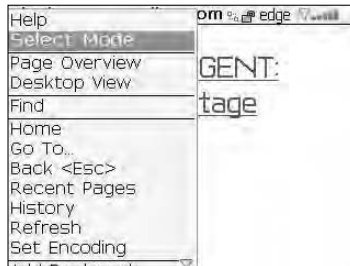 Help
om edge
Select Mode
Page Overview
GENT:
Desktop View
tage
Find
Home
Go To...
Back <Esc>
Recent Pages
History
Refresh
Set Encoding